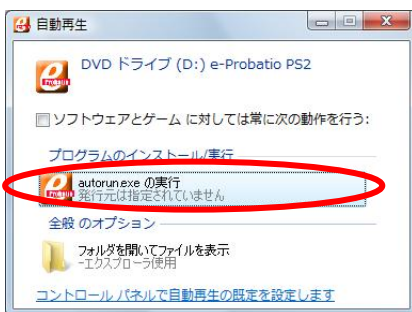 自動再生
DVD ドライブ (D:) e-Probatio PS2
ソフトウェアとゲーム に対しては常に次の動作を行う:
プログラムのインストール/実行
autorun.exe の実行
発行元は指定されていません
全般 のオプション
フォルダを開いてファイルを表示
-エクスプローラ使用
コントロール パネルで自動再生の既定を設定します